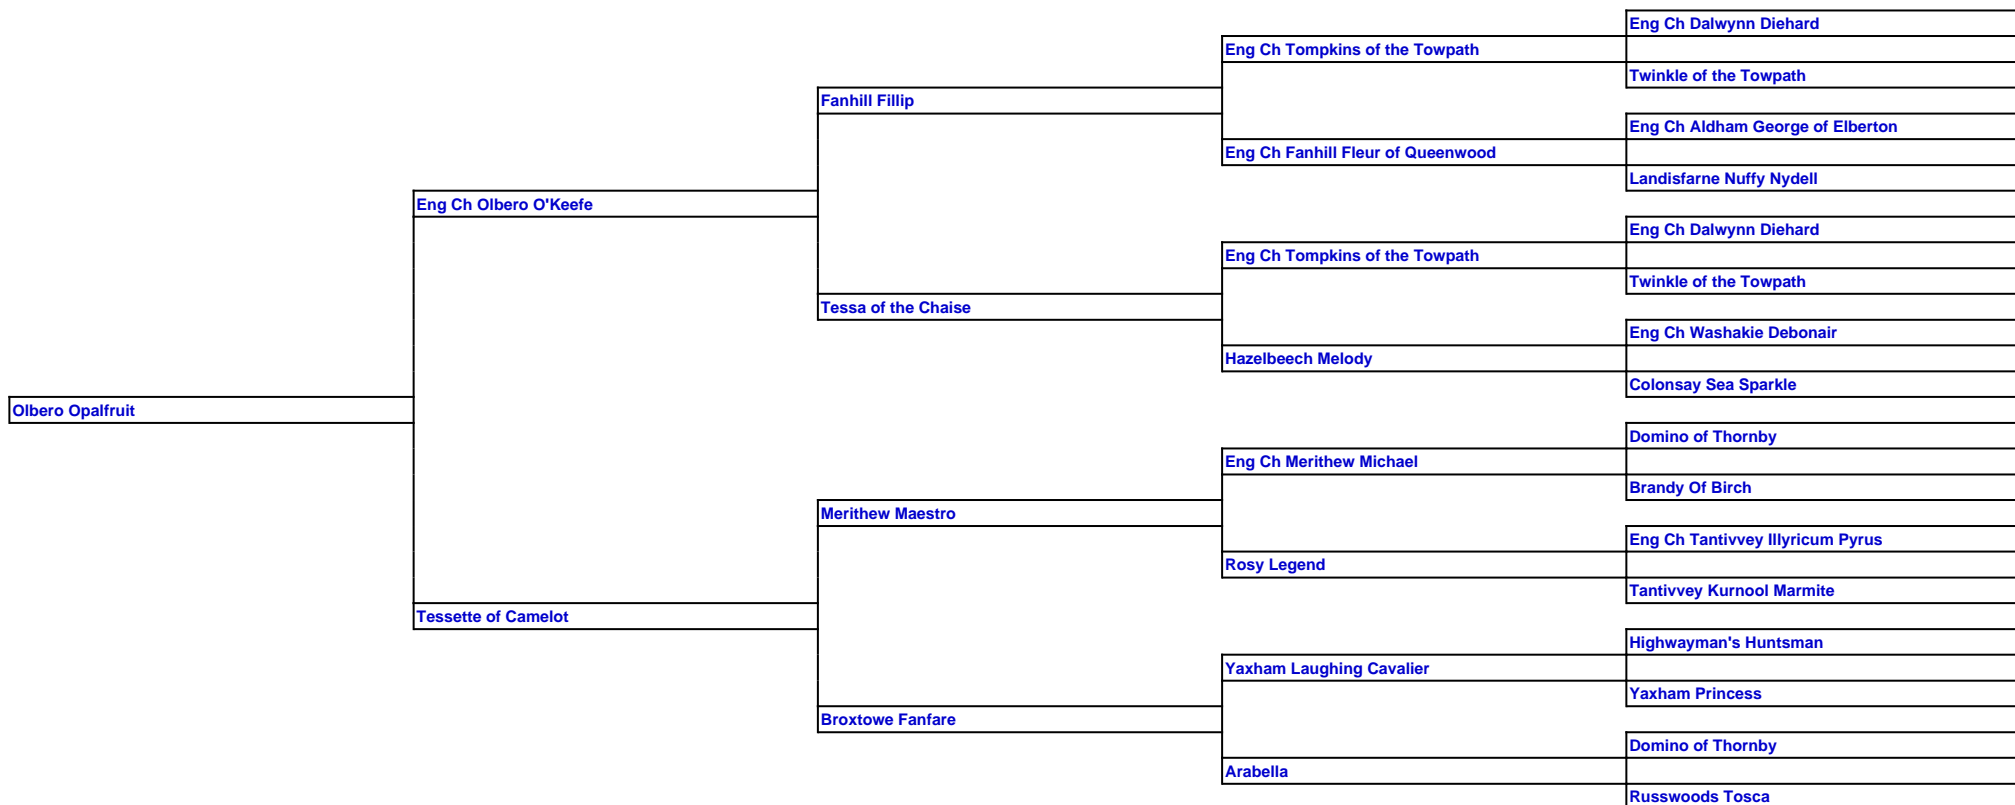 Eng Ch Dalwynn Diehard
Eng Ch Tompkins of the Towpath
Twinkle of the Towpath
Fanhill Fillip
Eng Ch Aldham George of Elberton
Eng Ch Fanhill Fleur of Queenwood
Landisfarne Nuffy Nydell
Eng Ch Olbero O'Keefe
Eng Ch Dalwynn Diehard
Eng Ch Tompkins of the Towpath
Twinkle of the Towpath
Tessa of the Chaise
Eng Ch Washakie Debonair
Hazelbeech Melody
Colonsay Sea Sparkle
Olbero Opalfruit
Domino of Thornby
Eng Ch Merithew Michael
Brandy Of Birch
Merithew Maestro
Eng Ch Tantivvey Illyricum Pyrus
Rosy Legend
Tantivvey Kurnool Marmite
Tessette of Camelot
Highwayman's Huntsman
Yaxham Laughing Cavalier
Yaxham Princess
Broxtowe Fanfare
Domino of Thornby
Arabella
Russwoods Tosca